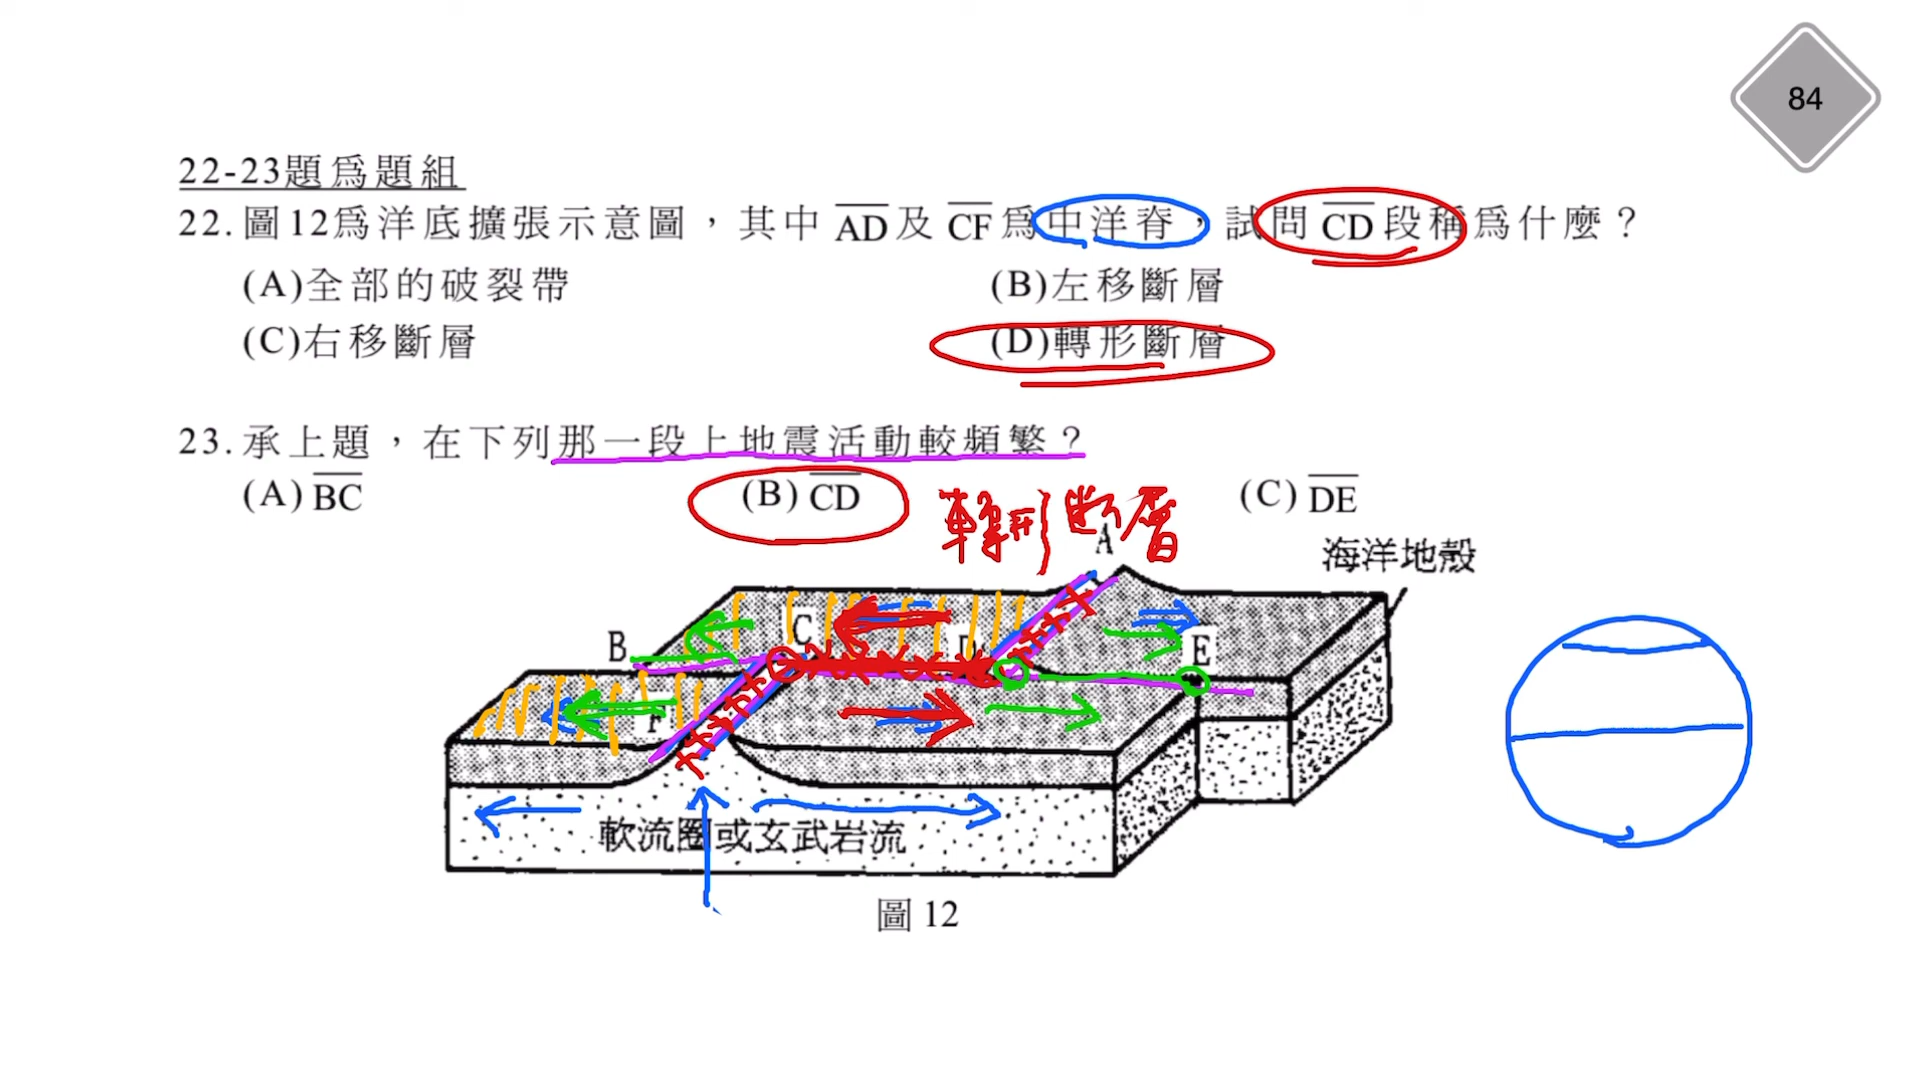 84
22-23題爲題組
22.圖12爲洋底擴張示意圖，其中AD及CF爲中洋脊，試問CD段稱爲什麼？
(A)全部的破裂帶 (B)左移斷層
(C)右移斷層 (D)轉形斷層
23.承上題，在下列那一段上地震活動較頻繁？
(A)BC (B)CD (C)DE
轉形断層
A
海洋地殼
B C D E
F
軟流圈或玄武岩流
圖12